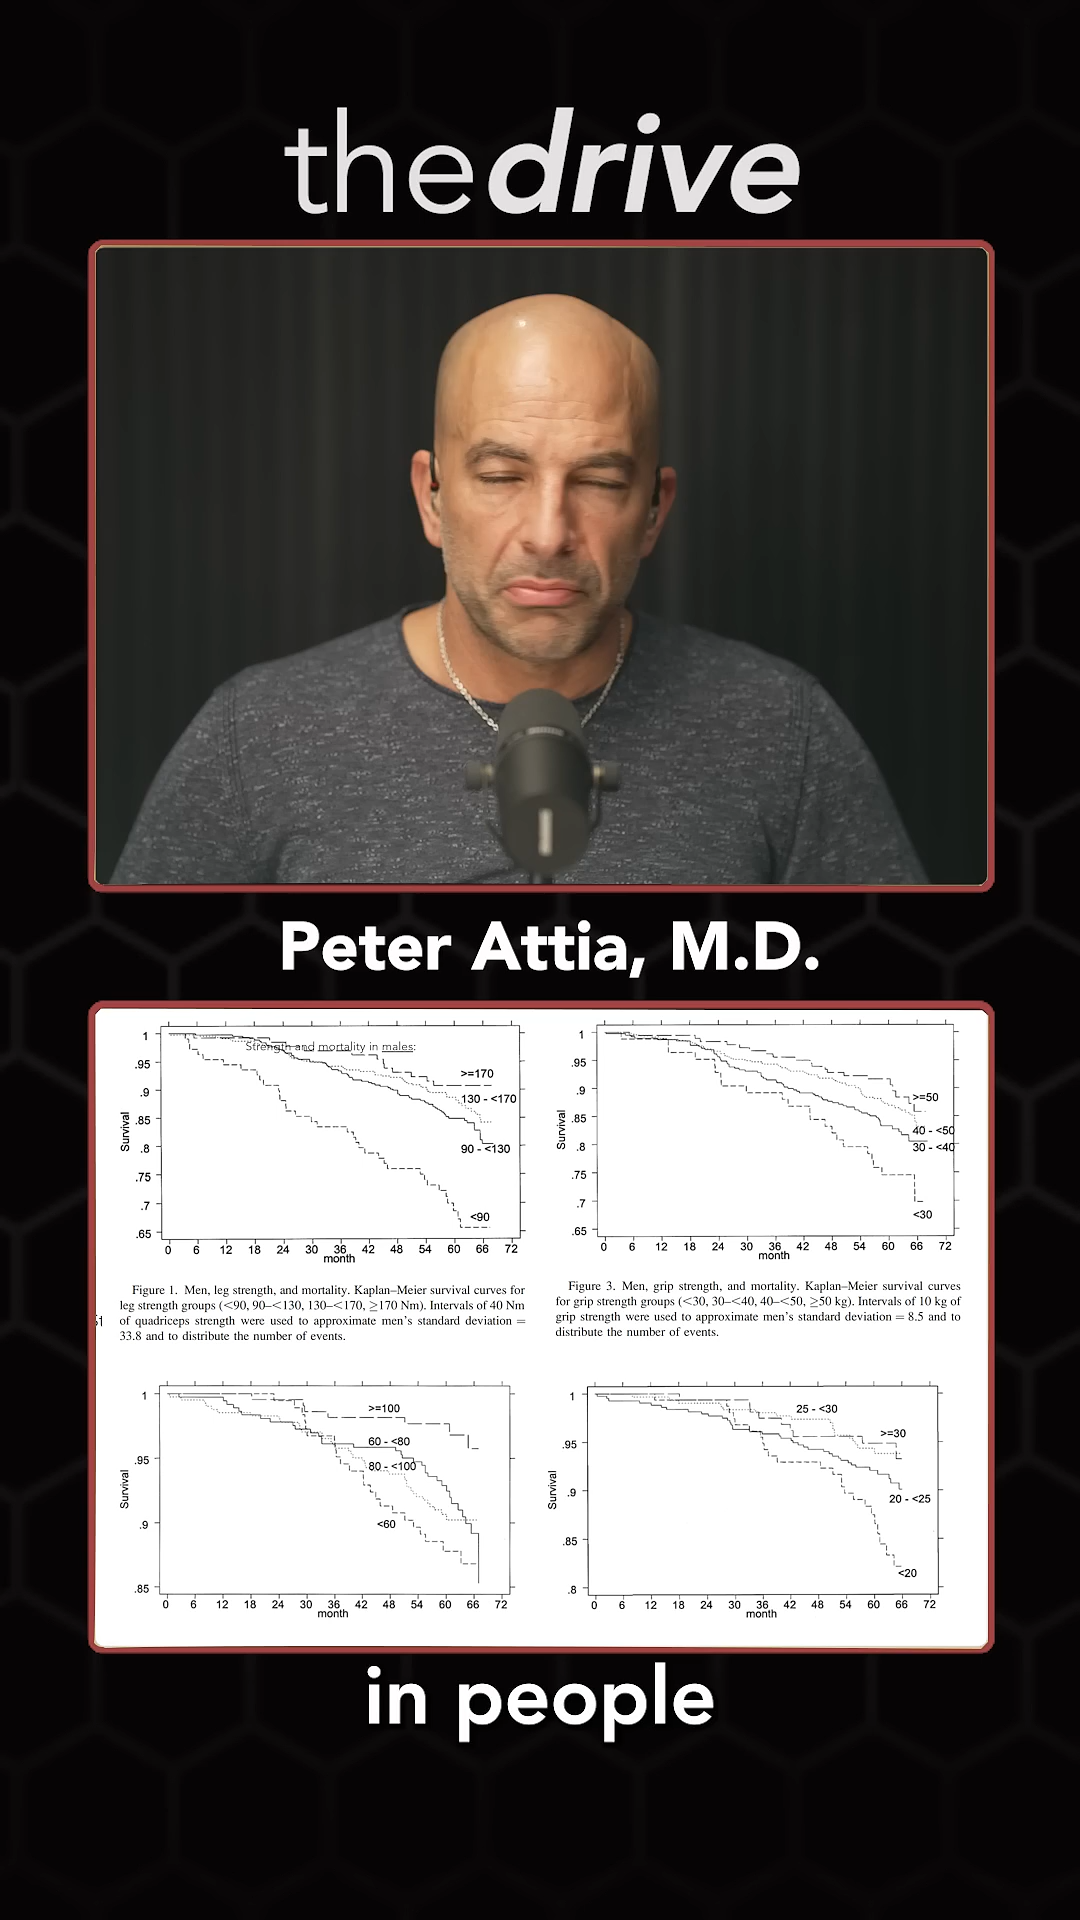 thedrive
Peter Attia, M.D.
Strength and mortality in males:
1
.95
.9
.85
.8
.75
.7
.65
Survival
>=170
130 - <170
90 - <130
<90
0 6 12 18 24 30 36 42 48 54 60 66 72
month
Figure 1. Men, leg strength, and mortality. Kaplan–Meier survival curves for
leg strength groups (<90, 90–<130, 130–<170, ≥170 Nm). Intervals of 40 Nm
of quadriceps strength were used to approximate men's standard deviation =
33.8 and to distribute the number of events.
1
.95
.9
.85
.8
.75
.7
.65
Survival
>=50
40 - <50
30 - <40
<30
0 6 12 18 24 30 36 42 48 54 60 66 72
month
Figure 3. Men, grip strength, and mortality. Kaplan–Meier survival curves
for grip strength groups (<30, 30–<40, 40–<50, ≥50 kg). Intervals of 10 kg of
grip strength were used to approximate men's standard deviation = 8.5 and to
distribute the number of events.
1
.95
.9
.85
Survival
>=100
60 - <80
80 - <100
<60
0 6 12 18 24 30 36 42 48 54 60 66 72
month
1
.95
.9
.85
.8
Survival
25 - <30
>=30
20 - <25
<20
0 6 12 18 24 30 36 42 48 54 60 66 72
month
in people